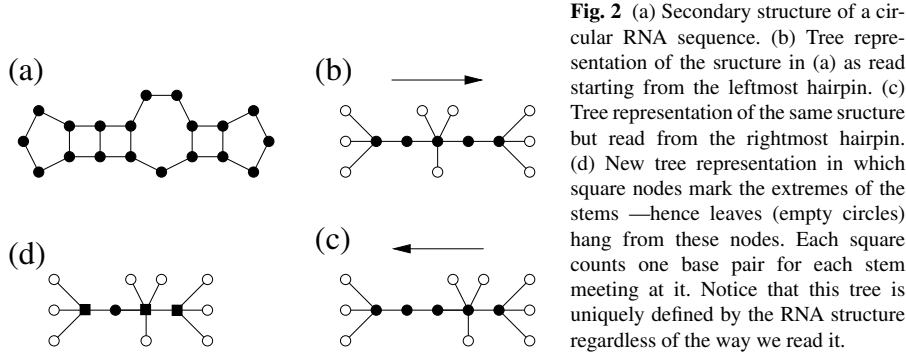 (a)
(b)
(d)
(c)
Fig. 2 (a) Secondary structure of a cir-
cular RNA sequence. (b) Tree repre-
sentation of the sructure in (a) as read
starting from the leftmost hairpin. (c)
Tree representation of the same sructure
but read from the rightmost hairpin.
(d) New tree representation in which
square nodes mark the extremes of the
stems —hence leaves (empty circles)
hang from these nodes. Each square
counts one base pair for each stem
meeting at it. Notice that this tree is
uniquely defined by the RNA structure
regardless of the way we read it.